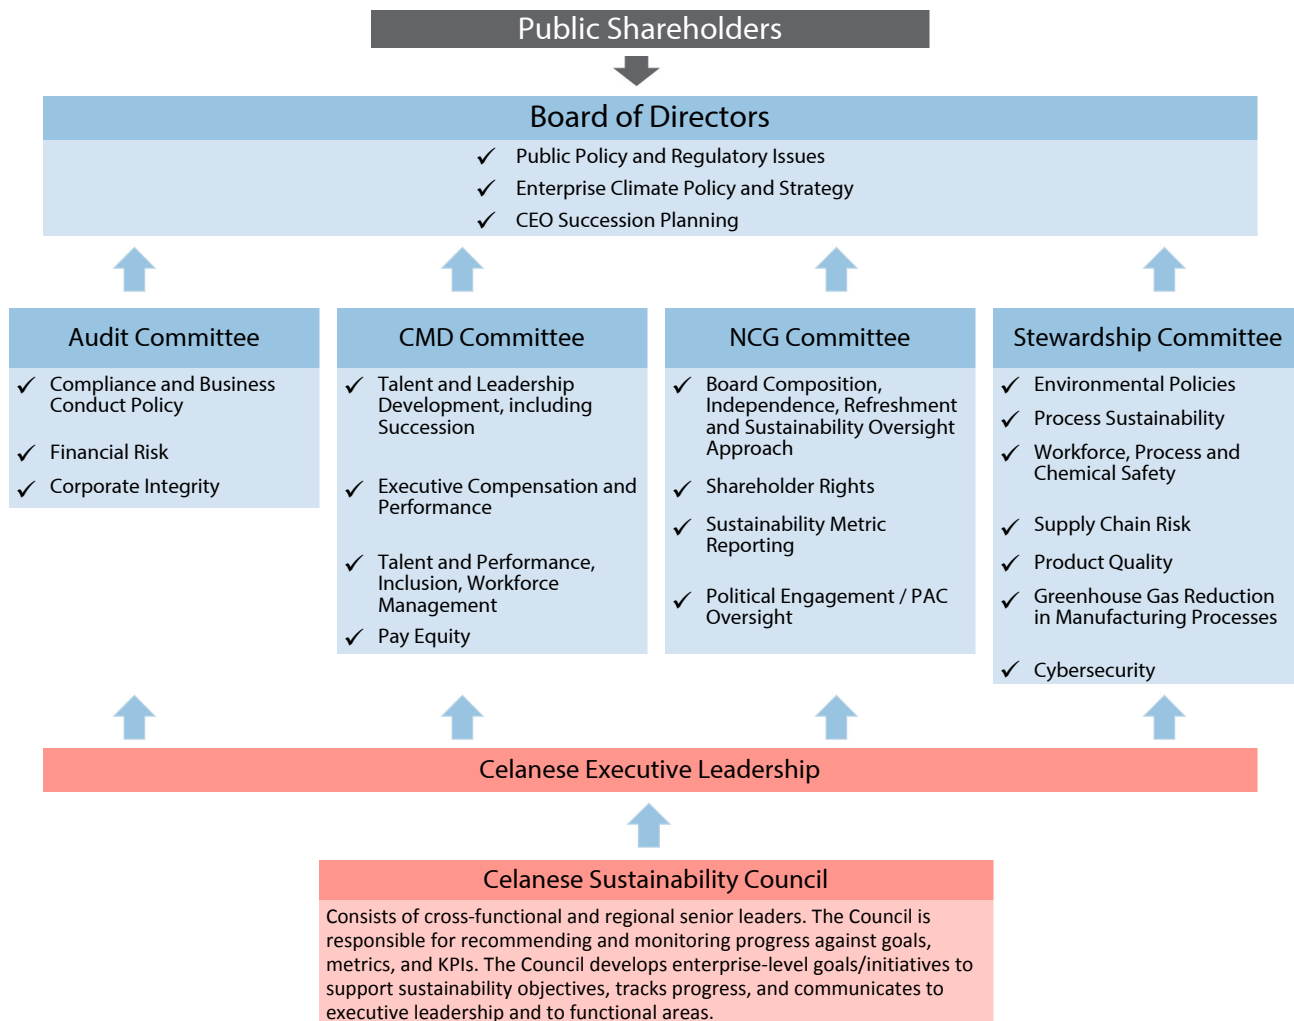 Public Shareholders
Board of Directors
✓ Public Policy and Regulatory Issues
✓ Enterprise Climate Policy and Strategy
✓ CEO Succession Planning
Audit Committee
✓ Compliance and Business
Conduct Policy
✓ Financial Risk
✓ Corporate Integrity
CMD Committee
✓ Talent and Leadership
Development, including
Succession
✓ Executive Compensation and
Performance
✓ Talent and Performance,
Inclusion, Workforce
Management
✓ Pay Equity
NCG Committee
✓ Board Composition,
Independence, Refreshment
and Sustainability Oversight
Approach
✓ Shareholder Rights
✓ Sustainability Metric
Reporting
✓ Political Engagement / PAC
Oversight
Stewardship Committee
✓ Environmental Policies
✓ Process Sustainability
✓ Workforce, Process and
Chemical Safety
✓ Supply Chain Risk
✓ Product Quality
✓ Greenhouse Gas Reduction
in Manufacturing Processes
✓ Cybersecurity
Celanese Executive Leadership
Celanese Sustainability Council
Consists of cross-functional and regional senior leaders. The Council is
responsible for recommending and monitoring progress against goals,
metrics, and KPIs. The Council develops enterprise-level goals/initiatives to
support sustainability objectives, tracks progress, and communicates to
executive leadership and to functional areas.